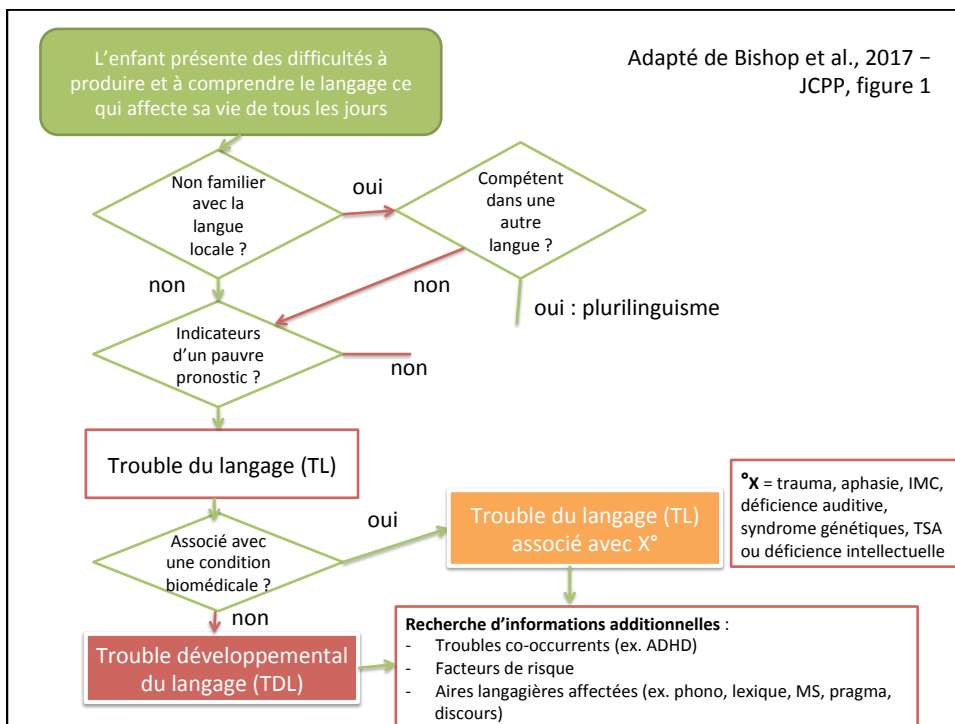 L'enfant présente des difficultés à
produire et à comprendre le langage ce
qui affecte sa vie de tous les jours
Adapté de Bishop et al., 2017 –
JCPP, figure 1
Non familier
avec la
langue
locale ?
oui
Compétent
dans une
autre
langue ?
non
non
oui : plurilinguisme
Indicateurs
d'un pauvre
pronostic ?
non
Trouble du langage (TL)
Associé avec
une condition
biomédicale ?
oui
Trouble du langage (TL)
associé avec X°
°X = trauma, aphasie, IMC,
déficience auditive,
syndrome génétiques, TSA
ou déficience intellectuelle
non
Trouble développemental
du langage (TDL)
Recherche d'informations additionnelles :
- Troubles co-occurrents (ex. ADHD)
- Facteurs de risque
- Aires langagières affectées (ex. phono, lexique, MS, pragma,
discours)